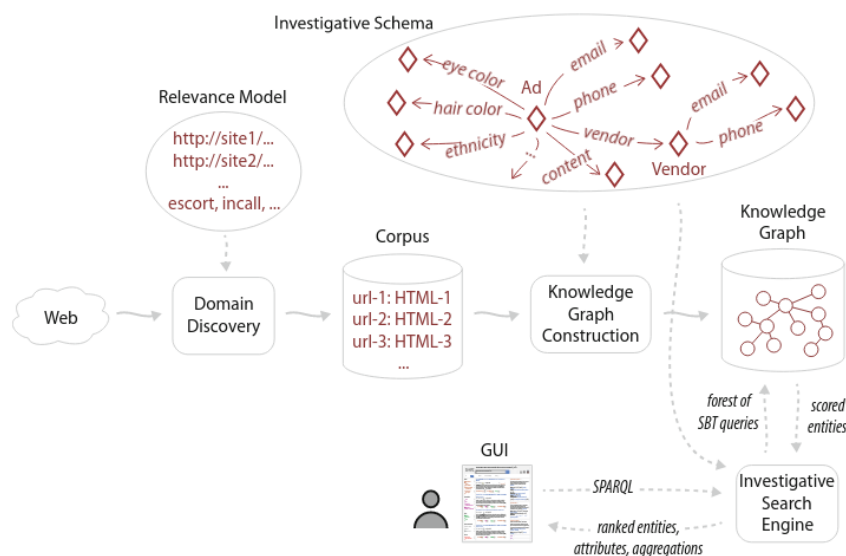 Investigative Schema
eye color
email
Ad
hair color
phone
email
ethnicity
vendor
phone
...
content
Vendor
Relevance Model
http://site1/...
http://site2/...
...
escort, incall, ...
Corpus
Knowledge
Graph
Web
Domain
Discovery
url-1: HTML-1
url-2: HTML-2
url-3: HTML-3
...
Knowledge
Graph
Construction
forest of
SBT queries
scored
entities
GUI
SPARQL
ranked entities,
attributes, aggregations
Investigative
Search
Engine